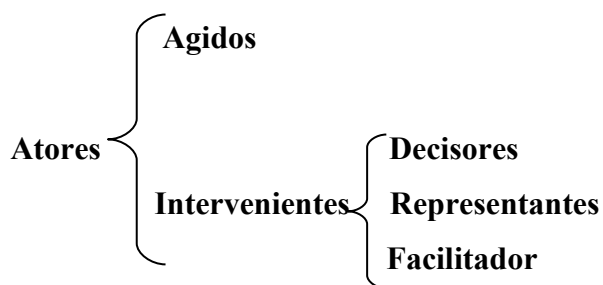 Agidos
Atores
Decisores
Intervenientes
Representantes
Facilitador